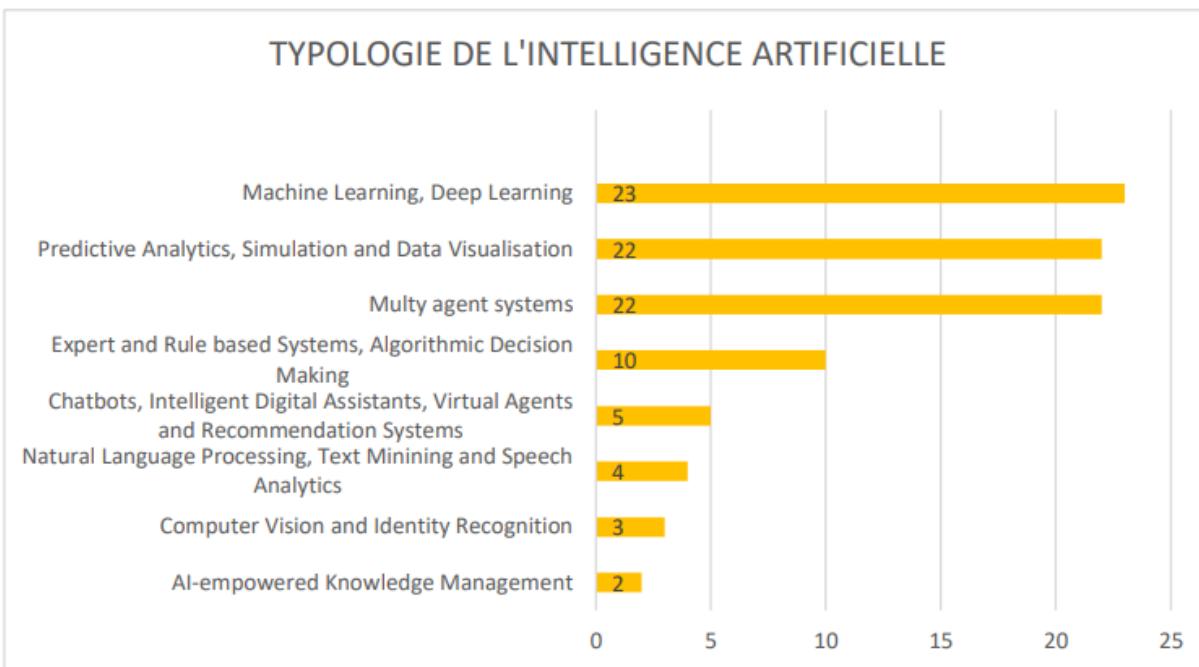 TYPOLOGIE DE L'INTELLIGENCE ARTIFICIELLE
Machine Learning, Deep Learning
23
Predictive Analytics, Simulation and Data Visualisation
22
Multy agent systems
22
Expert and Rule based Systems, Algorithmic Decision
Making
10
Chatbots, Intelligent Digital Assistants, Virtual Agents
and Recommendation Systems
5
Natural Language Processing, Text Minining and Speech
Analytics
4
Computer Vision and Identity Recognition
3
AI-empowered Knowledge Management
2
0 5 10 15 20 25